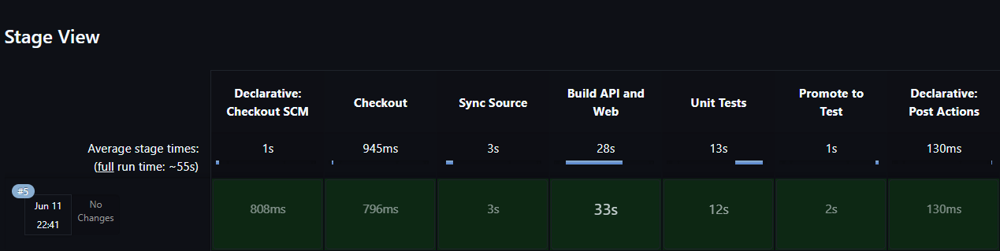 Stage View
Declarative: Checkout SCM
Checkout
Sync Source
Build API and Web
Unit Tests
Promote to Test
Declarative: Post Actions
Average stage times:
(full run time: ~55s)
1s
945ms
3s
28s
13s
1s
130ms
#5
Jun 11
22:41
No
Changes
808ms
796ms
3s
33s
12s
2s
130ms